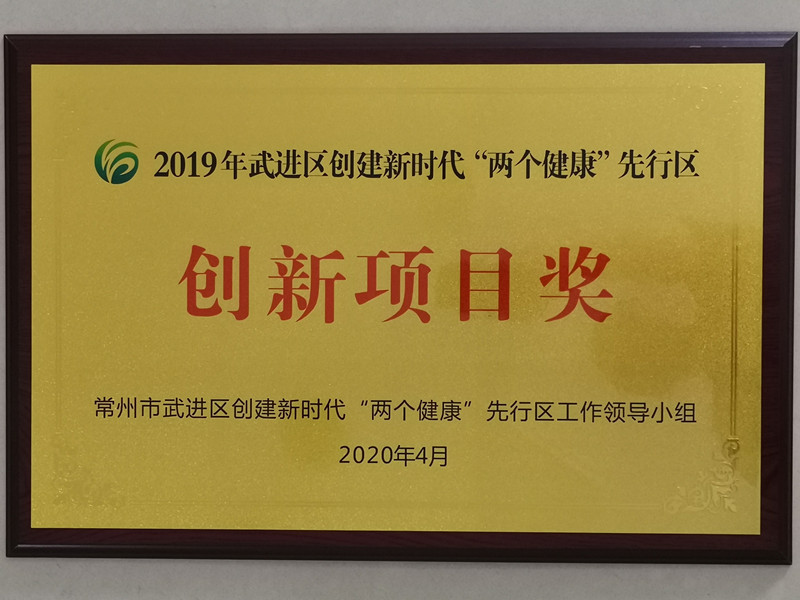 2019年武进区创建新时代“两个健康”先行区
创新项目奖
常州市武进区创建新时代“两个健康”先行区工作领导小组
2020年4月